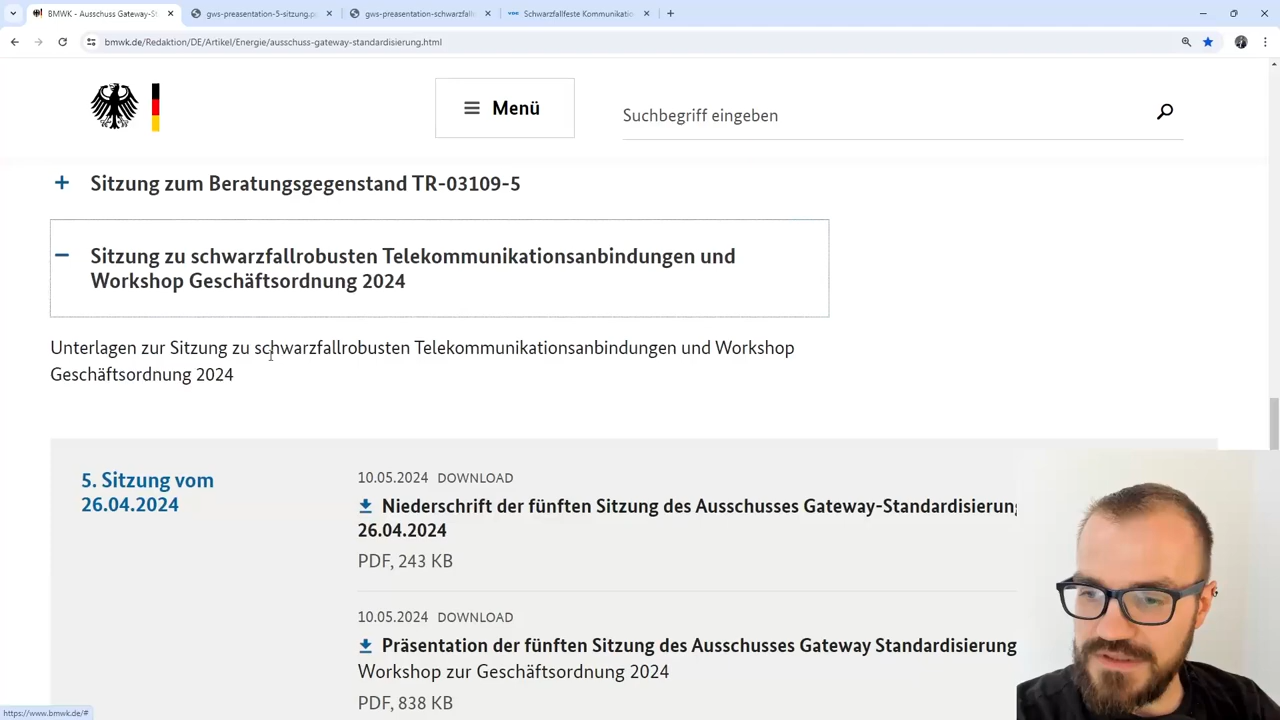 BMWK - Ausschuss Gateway-St
gws-preasentation-5-sitzung.p
gws-preasentation-schwarzfall
Schwarzfallfeste Kommunikatio
bmwk.de/Redaktion/DE/Artikel/Energie/ausschuss-gateway-standardisierung.html
Menü
Suchbegriff eingeben
Sitzung zum Beratungsgegenstand TR-03109-5
Sitzung zu schwarzfallrobusten Telekommunikationsanbindungen und
Workshop Geschäftsordnung 2024
Unterlagen zur Sitzung zu schwarzfallrobusten Telekommunikationsanbindungen und Workshop
Geschäftsordnung 2024
5. Sitzung vom
26.04.2024
10.05.2024 DOWNLOAD
Niederschrift der fünften Sitzung des Ausschusses Gateway-Standardisierung
26.04.2024
PDF, 243 KB
10.05.2024 DOWNLOAD
Präsentation der fünften Sitzung des Ausschusses Gateway Standardisierung
Workshop zur Geschäftsordnung 2024
PDF, 838 KB
https://www.bmwk.de/#